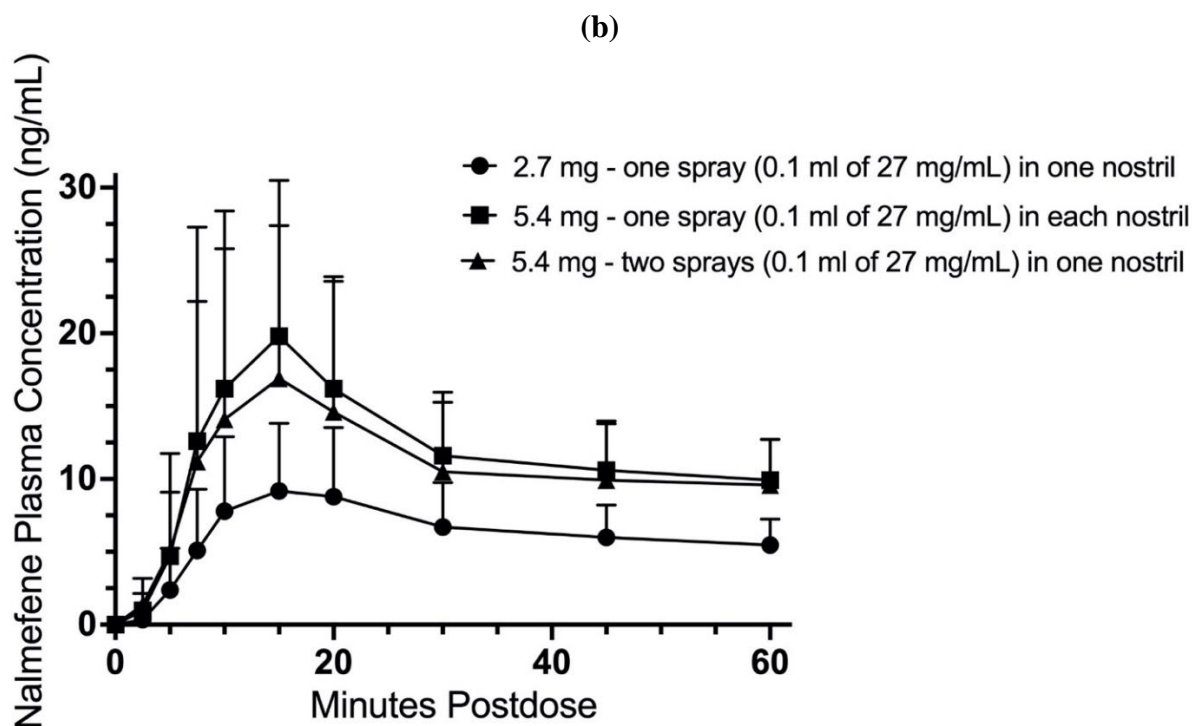 (b)
Nalmefene Plasma Concentration (ng/mL)
2.7 mg - one spray (0.1 ml of 27 mg/mL) in one nostril
5.4 mg - one spray (0.1 ml of 27 mg/mL) in each nostril
5.4 mg - two sprays (0.1 ml of 27 mg/mL) in one nostril
30
20
10
0
0 20 40 60
Minutes Postdose